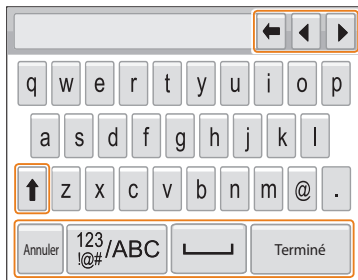 q w e r t y u i o p
a s d f g h j k l
z x c v b n m @ .
Annuler 123 !@# /ABC Terminé